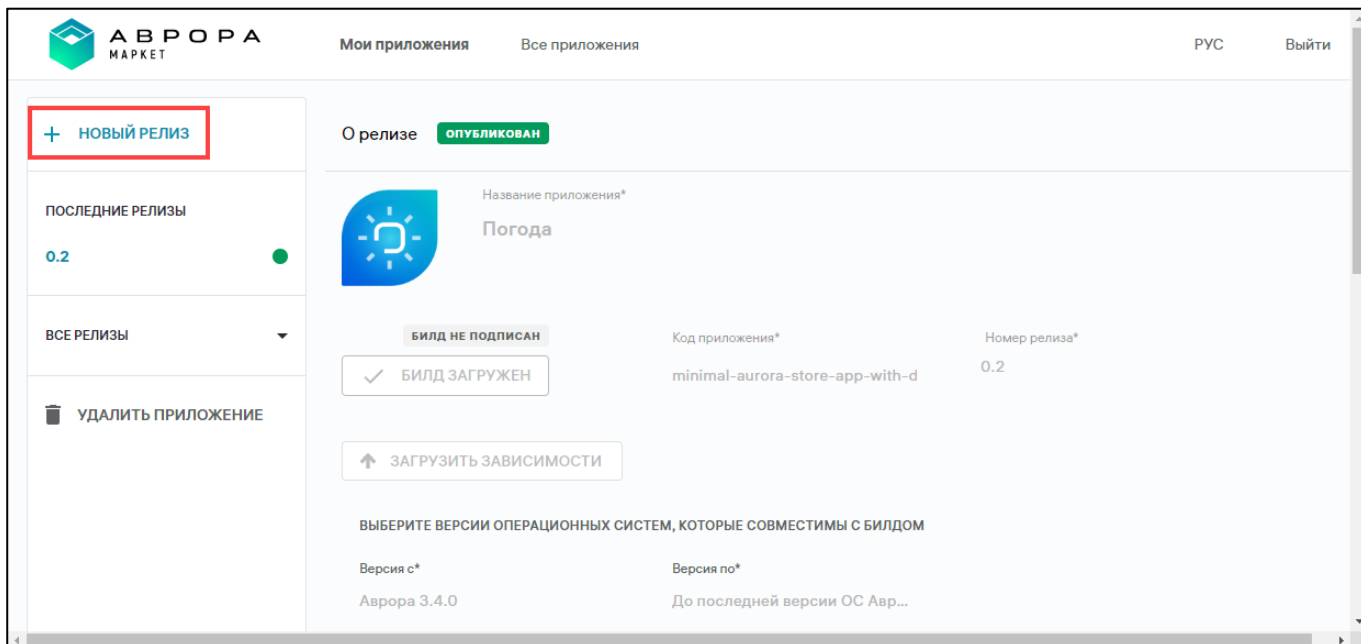 АВРОРА
МАРКЕТ
Мои приложения
Все приложения
РУС
Выйти
НОВЫЙ РЕЛИЗ
О релизе
ОПУБЛИКОВАН
ПОСЛЕДНИЕ РЕЛИЗЫ
0.2
ВСЕ РЕЛИЗЫ
УДАЛИТЬ ПРИЛОЖЕНИЕ
Название приложения*
Погода
БИЛД НЕ ПОДПИСАН
БИЛД ЗАГРУЖЕН
Код приложения*
minimal-aurora-store-app-with-d
Номер релиза*
0.2
ЗАГРУЗИТЬ ЗАВИСИМОСТИ
ВЫБЕРИТЕ ВЕРСИИ ОПЕРАЦИОННЫХ СИСТЕМ, КОТОРЫЕ СОВМЕСТИМЫ С БИЛДОМ
Версия с*
Аврора 3.4.0
Версия по*
До последней версии ОС Авр...